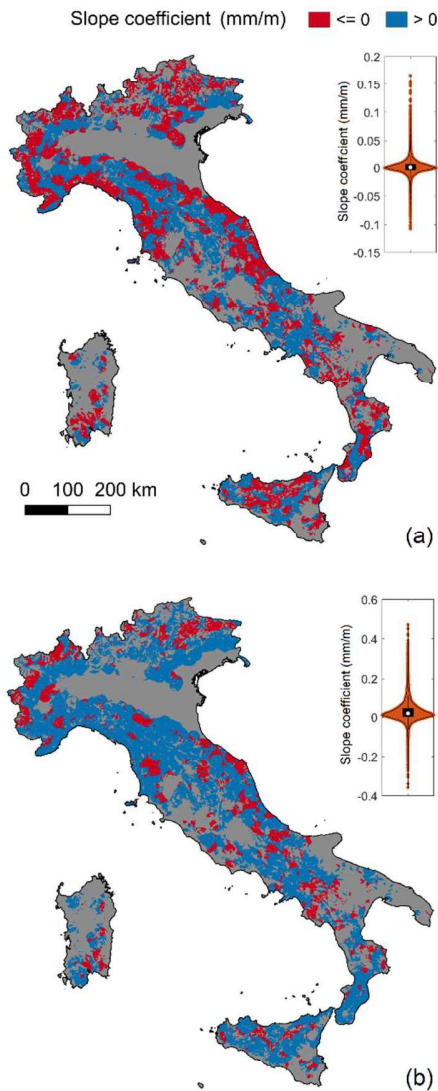 Slope coefficient (mm/m) <= 0 > 0
Slope coefficient (mm/m)
0.2
0.15
0.1
0.05
0
-0.05
-0.1
-0.15
0 100 200 km
(a)
Slope coefficient (mm/m)
0.6
0.4
0.2
0
-0.2
-0.4
(b)